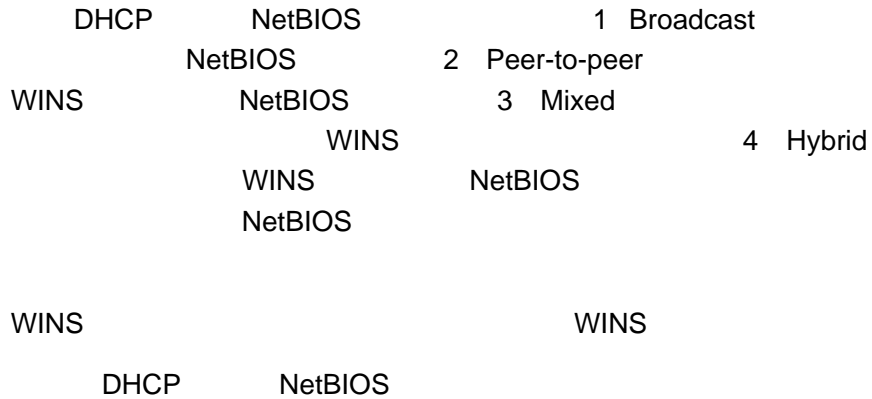 DHCP NetBIOS 1 Broadcast
NetBIOS 2 Peer-to-peer
WINS NetBIOS 3 Mixed
WINS 4 Hybrid
WINS NetBIOS
NetBIOS
WINS WINS
DHCP NetBIOS